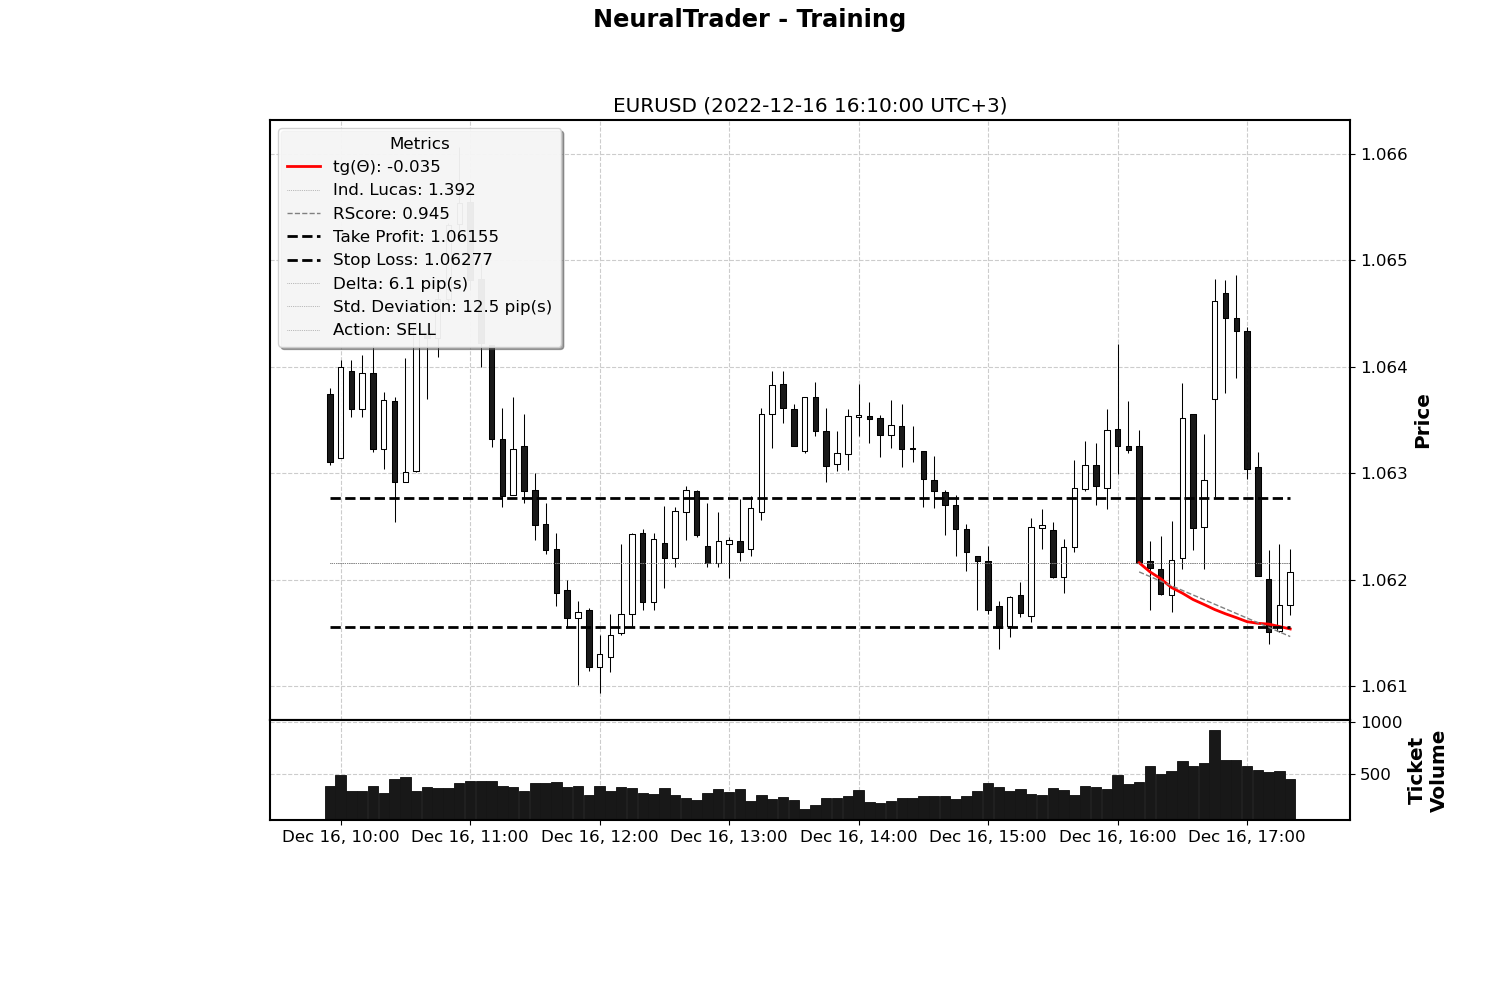 NeuralTrader - Training
EURUSD (2022-12-16 16:10:00 UTC+3)
Metrics
tg(Θ): -0.035
Ind. Lucas: 1.392
RScore: 0.945
Take Profit: 1.06155
Stop Loss: 1.06277
Delta: 6.1 pip(s)
Std. Deviation: 12.5 pip(s)
Action: SELL
1.066
1.065
1.064
1.063
1.062
1.061
Price
1000
500
Ticket
Volume
Dec 16, 10:00
Dec 16, 11:00
Dec 16, 12:00
Dec 16, 13:00
Dec 16, 14:00
Dec 16, 15:00
Dec 16, 16:00
Dec 16, 17:00